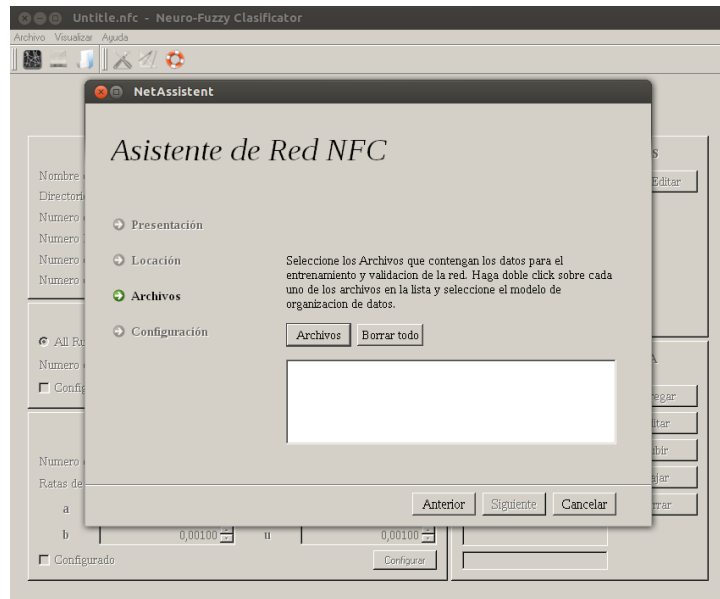 Untitle.nfc - Neuro-Fuzzy Clasificator
Archivo Visualizar Ayuda
NetAssistent
Asistente de Red NFC
Presentación
Locación
Archivos
Configuración
Seleccione los Archivos que contengan los datos para el
entrenamiento y validacion de la red. Haga doble click sobre cada
uno de los archivos en la lista y seleccione el modelo de
organizacion de datos.
Archivos Borrar todo
Anterior Siguiente Cancelar
Nombre
Numero
Numero
Numero
Numero
Editar
All
Numero
Numero
Ratas de
a
b 0,00100 u 0,00100
Configurado Configurar